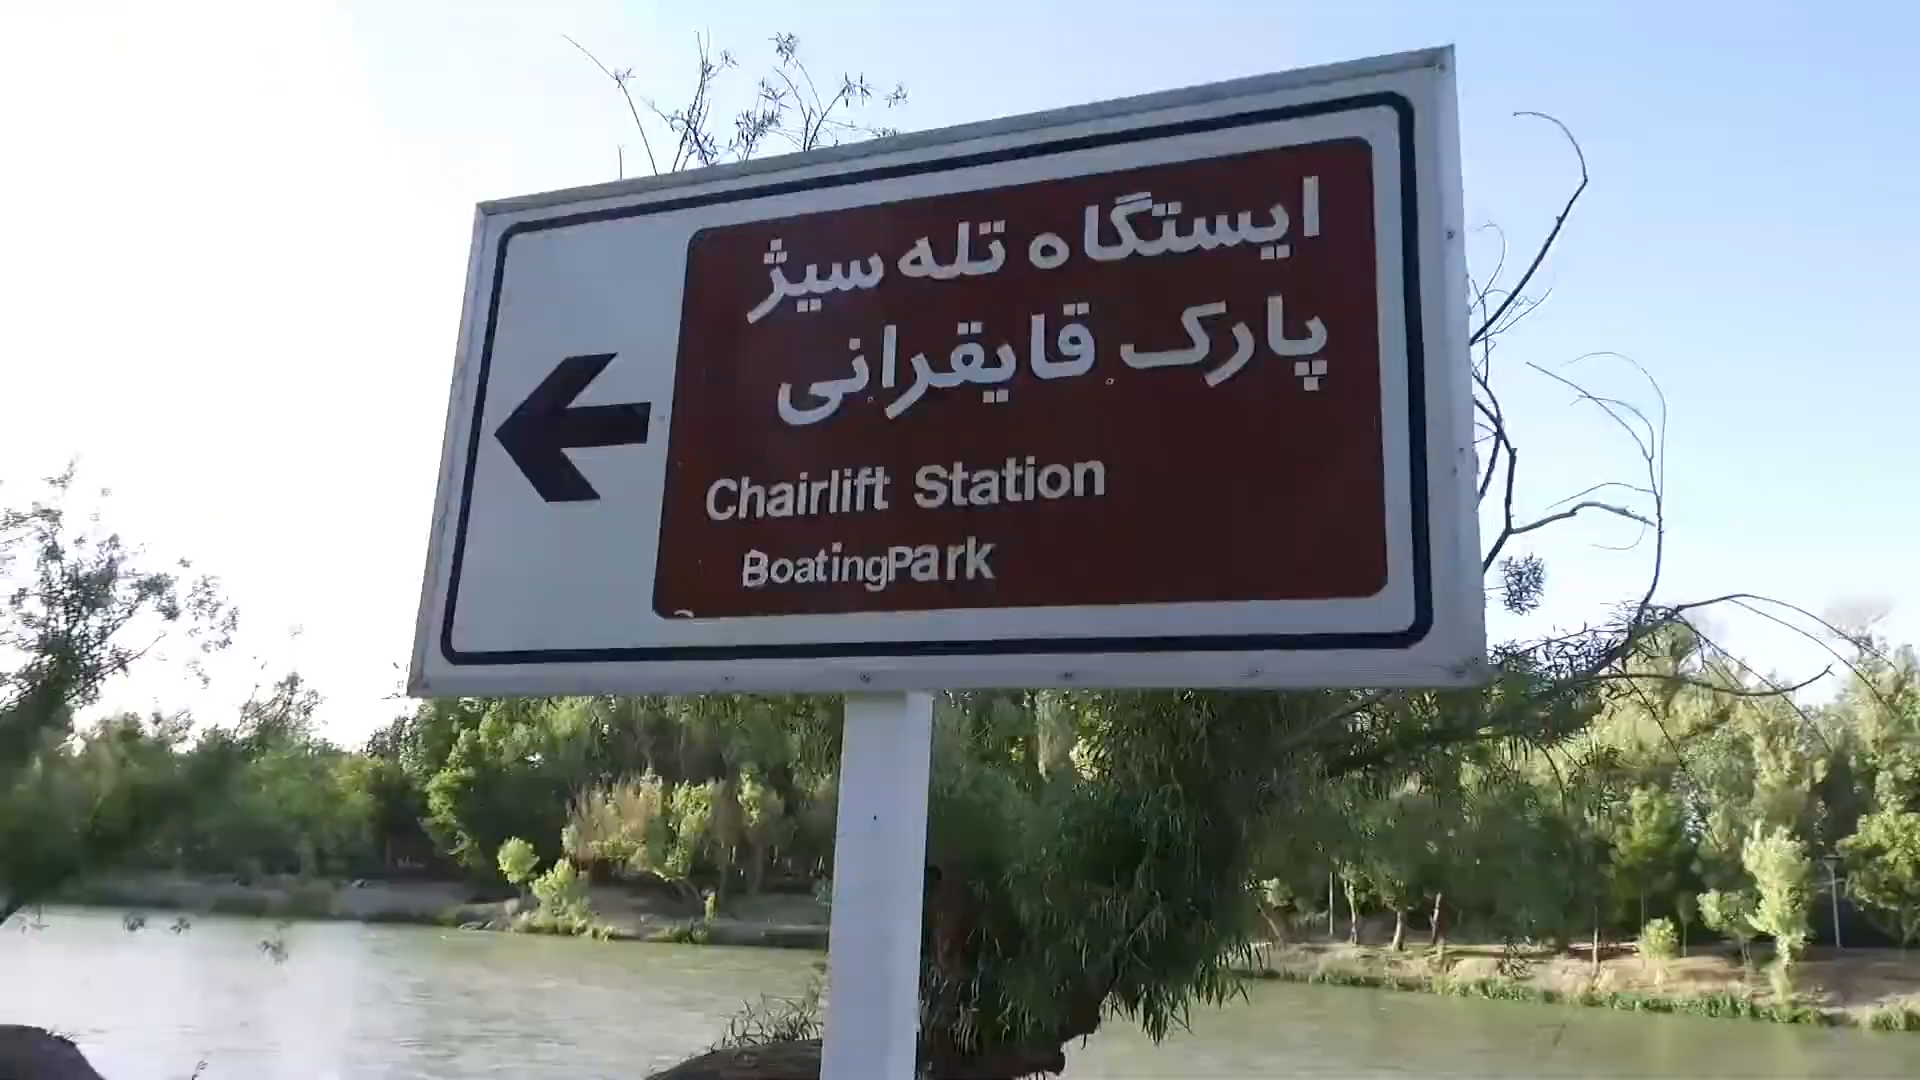 ایستگاه تله سیژ
پارک قایقرانی
Chairlift Station
BoatingPark